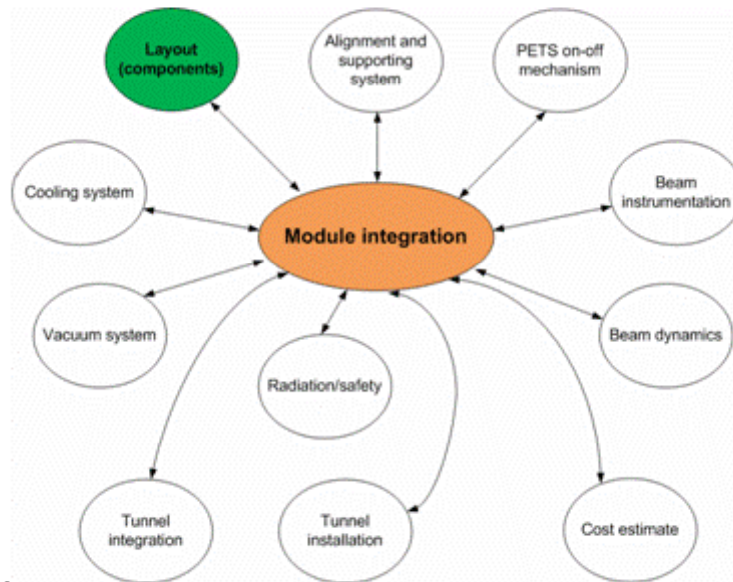 Layout
(components)
Alignment and
supporting
system
PETS on-off
mechanism
Cooling system
Beam
instrumentation
Module integration
Vacuum system
Beam dynamics
Radiation/safety
Tunnel
integration
Tunnel
installation
Cost estimate